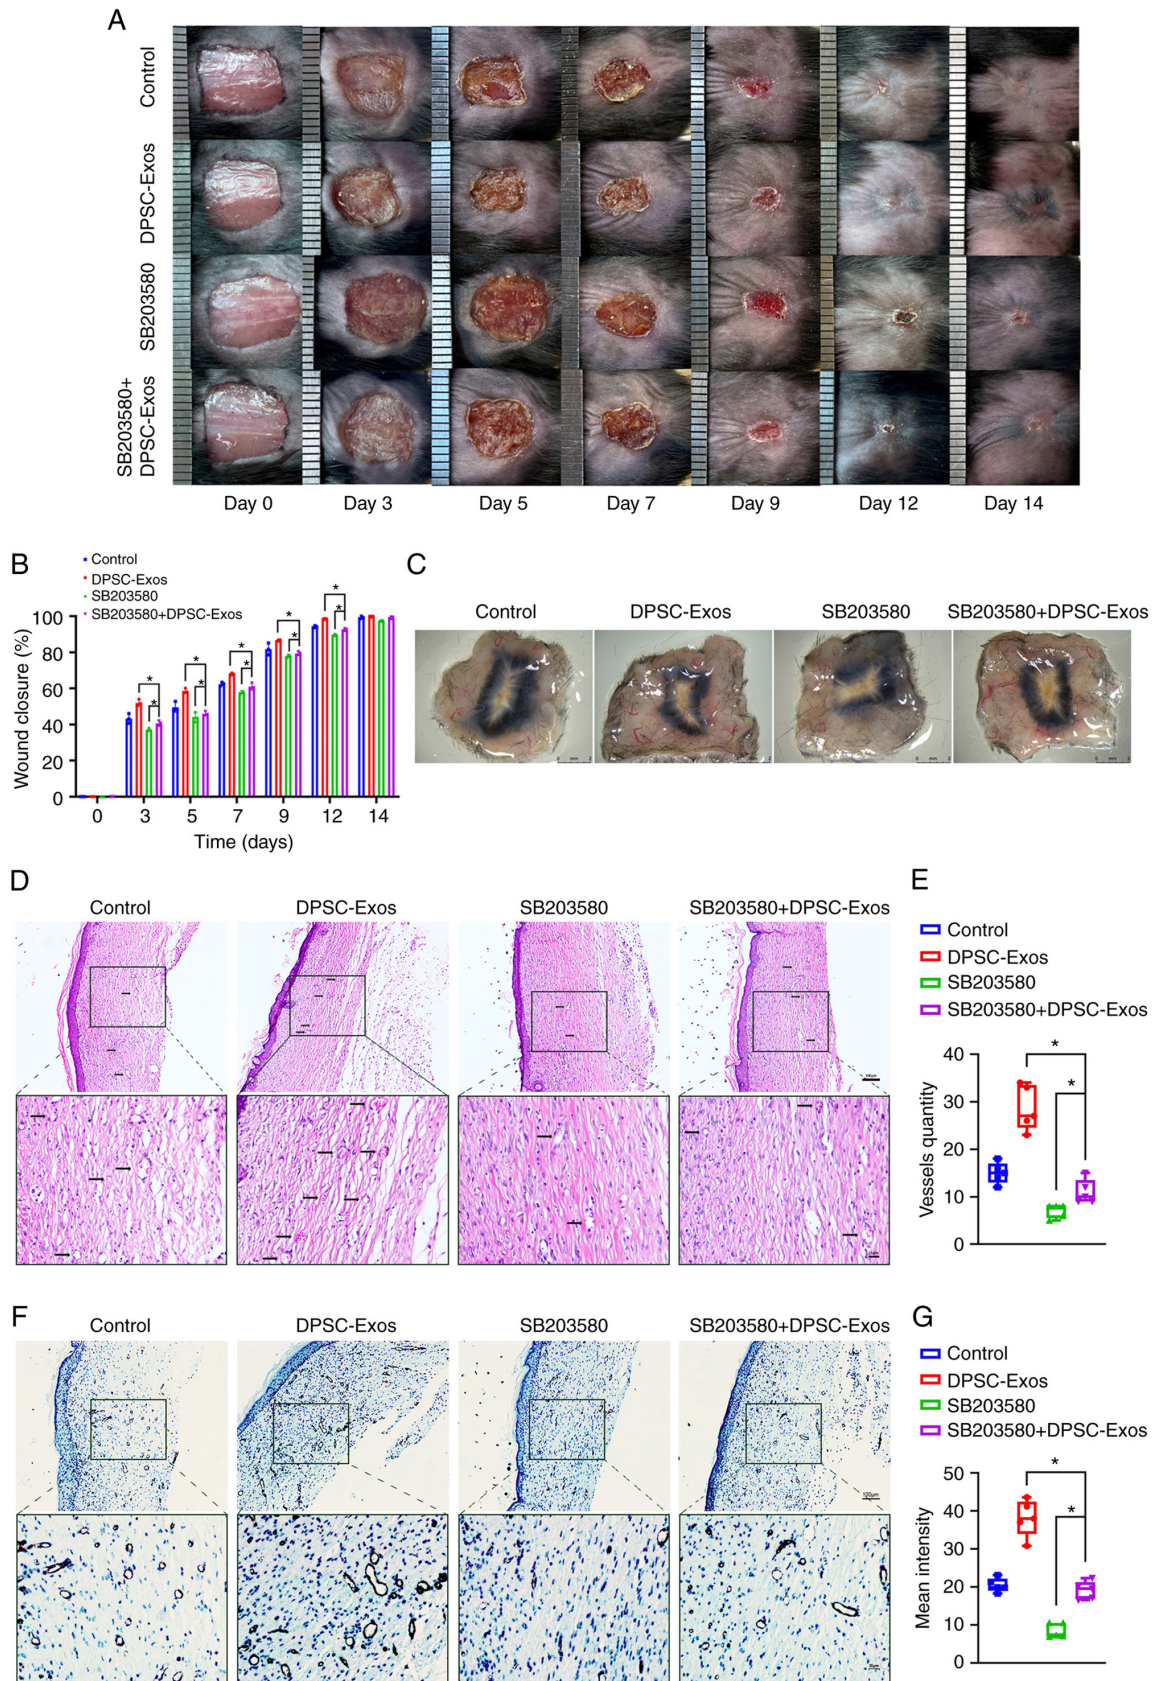 A
Control
DPSC-Exos
SB203580
SB203580+
DPSC-Exos
Day 0 Day 3 Day 5 Day 7 Day 9 Day 12 Day 14
B
Control
DPSC-Exos
SB203580
SB203580+DPSC-Exos
Wound closure (%)
100
80
60
40
20
0
* * * * * * * * * *
0 3 5 7 9 12 14
Time (days)
C
Control DPSC-Exos SB203580 SB203580+DPSC-Exos
D
Control DPSC-Exos SB203580 SB203580+DPSC-Exos
E
Control
DPSC-Exos
SB203580
SB203580+DPSC-Exos
Vessels quantity
40
30
20
10
0
*
*
F
Control DPSC-Exos SB203580 SB203580+DPSC-Exos
G
Control
DPSC-Exos
SB203580
SB203580+DPSC-Exos
Mean intensity
50
40
30
20
10
0
*
*